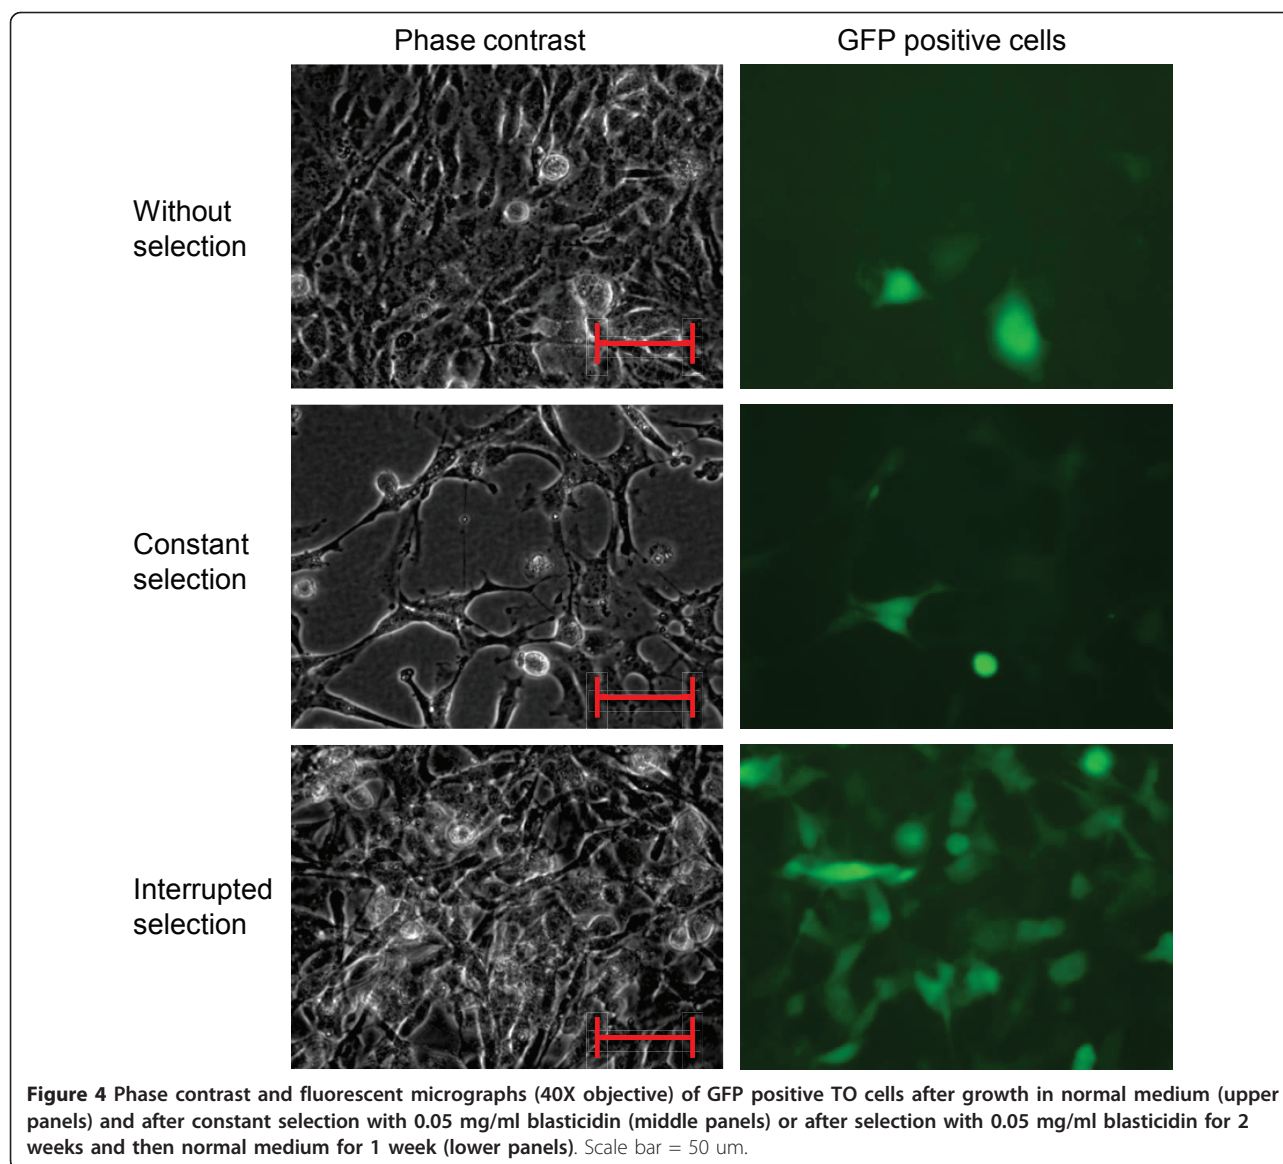 Phase contrast
GFP positive cells
Without
selection
Constant
selection
Interrupted
selection
Figure 4 Phase contrast and fluorescent micrographs (40X objective) of GFP positive TO cells after growth in normal medium (upper
panels) and after constant selection with 0.05 mg/ml blasticidin (middle panels) or after selection with 0.05 mg/ml blasticidin for 2
weeks and then normal medium for 1 week (lower panels). Scale bar = 50 um.